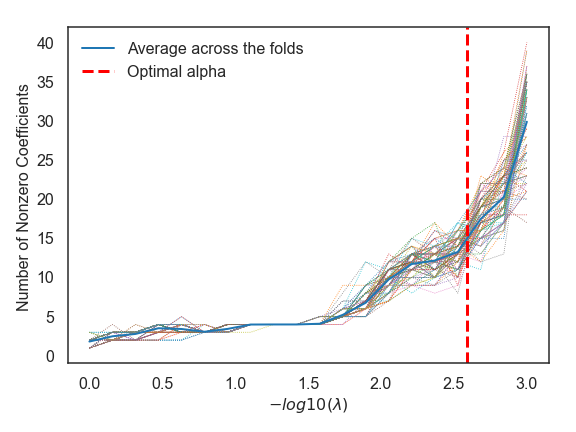 Average across the folds
Optimal alpha
Number of Nonzero Coefficients
40
35
30
25
20
15
10
5
0
0.0 0.5 1.0 1.5 2.0 2.5 3.0
−log10(λ)